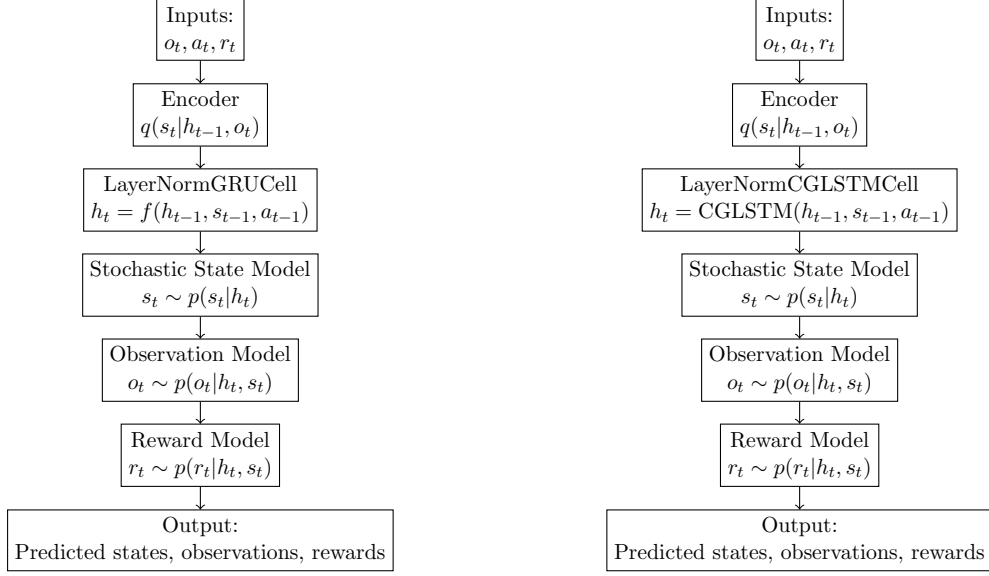 Inputs:
o_t, a_t, r_t
Encoder
q(s_t|h_{t-1}, o_t)
LayerNormGRUCell
h_t = f(h_{t-1}, s_{t-1}, a_{t-1})
Stochastic State Model
s_t ∼ p(s_t|h_t)
Observation Model
o_t ∼ p(o_t|h_t, s_t)
Reward Model
r_t ∼ p(r_t|h_t, s_t)
Output:
Predicted states, observations, rewards
Inputs:
o_t, a_t, r_t
Encoder
q(s_t|h_{t-1}, o_t)
LayerNormCGLSTMCell
h_t = CGLSTM(h_{t-1}, s_{t-1}, a_{t-1})
Stochastic State Model
s_t ∼ p(s_t|h_t)
Observation Model
o_t ∼ p(o_t|h_t, s_t)
Reward Model
r_t ∼ p(r_t|h_t, s_t)
Output:
Predicted states, observations, rewards